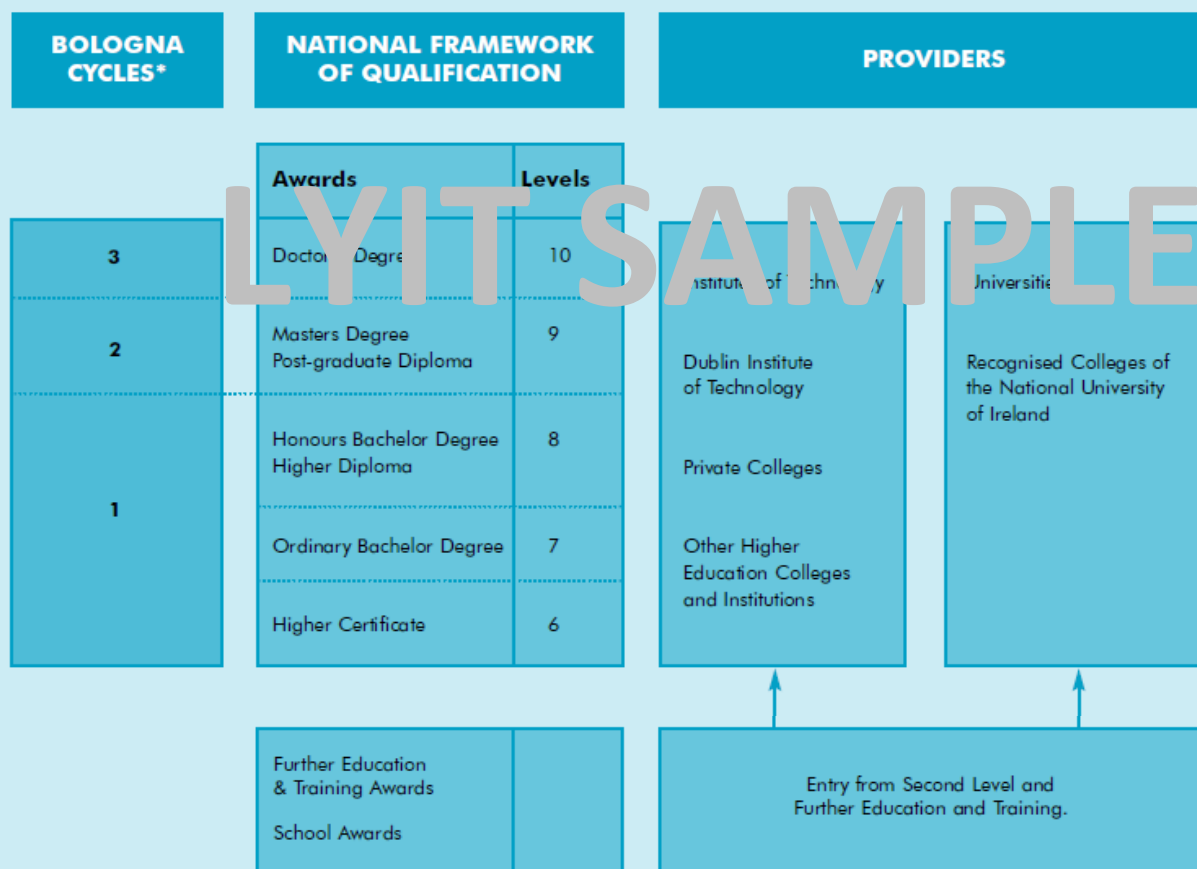 BOLOGNA
CYCLES*
NATIONAL FRAMEWORK
OF QUALIFICATION
PROVIDERS
Awards
Levels
LYIT SAMPLE
3
Degre
10
2
Masters Degree
Post-graduate Diploma
9
1
Honours Bachelor Degree
Higher Diploma
8
Ordinary Bachelor Degree
7
Higher Certificate
6
of
Dublin Institute
of Technology
Private Colleges
Other Higher
Education Colleges
and Institutions
Universitie
Recognised Colleges of
the National University
of Ireland
Further Education
& Training Awards
School Awards
Entry from Second Level and
Further Education and Training.